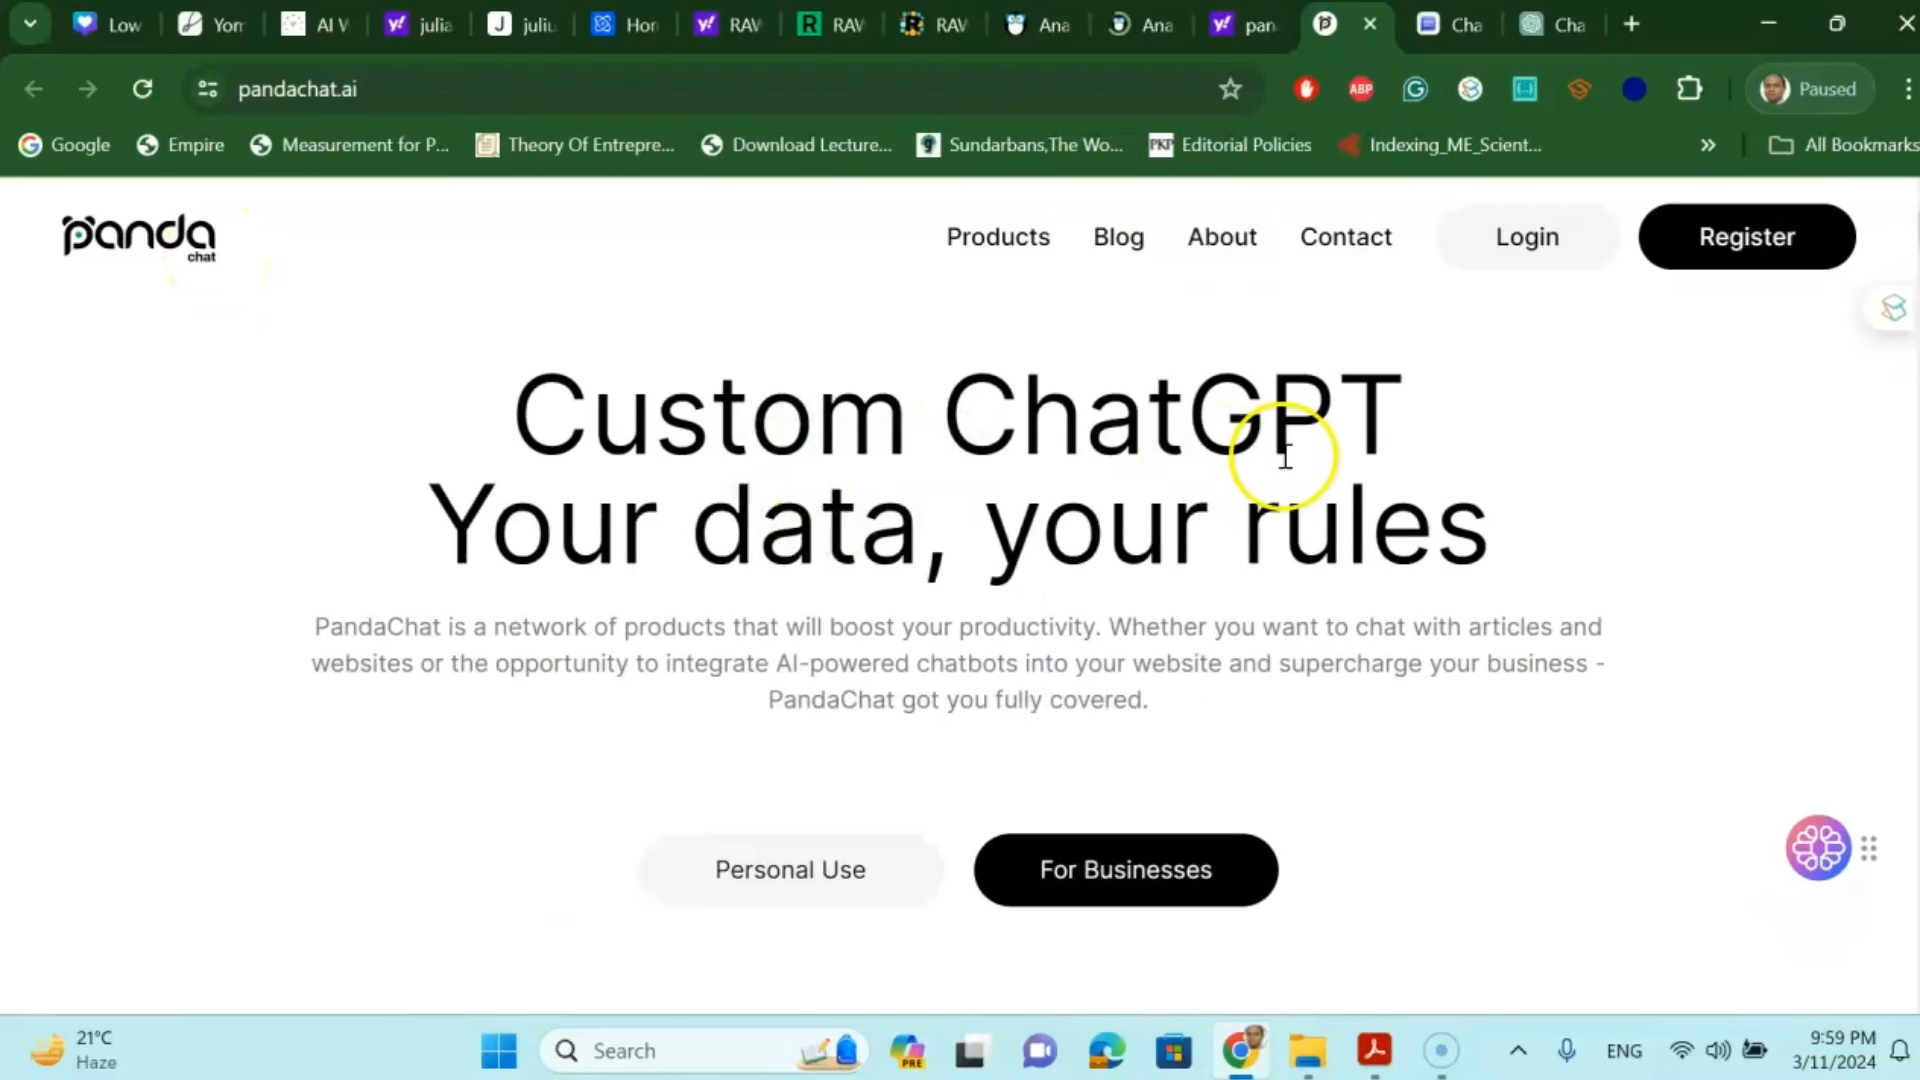 Low
Yon
AI V
julia
juliu
Hor
RAV
RAV
RAV
Ana
Ana
pan
Cha
Cha
pandachat.ai
ABP
Paused
Google
Empire
Measurement for P...
Theory Of Entrepre...
Download Lecture...
Sundarbans,The Wo...
PKP
Editorial Policies
Indexing_ME_Scient...
All Bookmarks
panda
chat
Products
Blog
About
Contact
Login
Register
Custom ChatGPT
Your data, your rules
PandaChat is a network of products that will boost your productivity. Whether you want to chat with articles and
websites or the opportunity to integrate AI-powered chatbots into your website and supercharge your business -
PandaChat got you fully covered.
Personal Use
For Businesses
21°C
Haze
Search
PRE
ENG
9:59 PM
3/11/2024